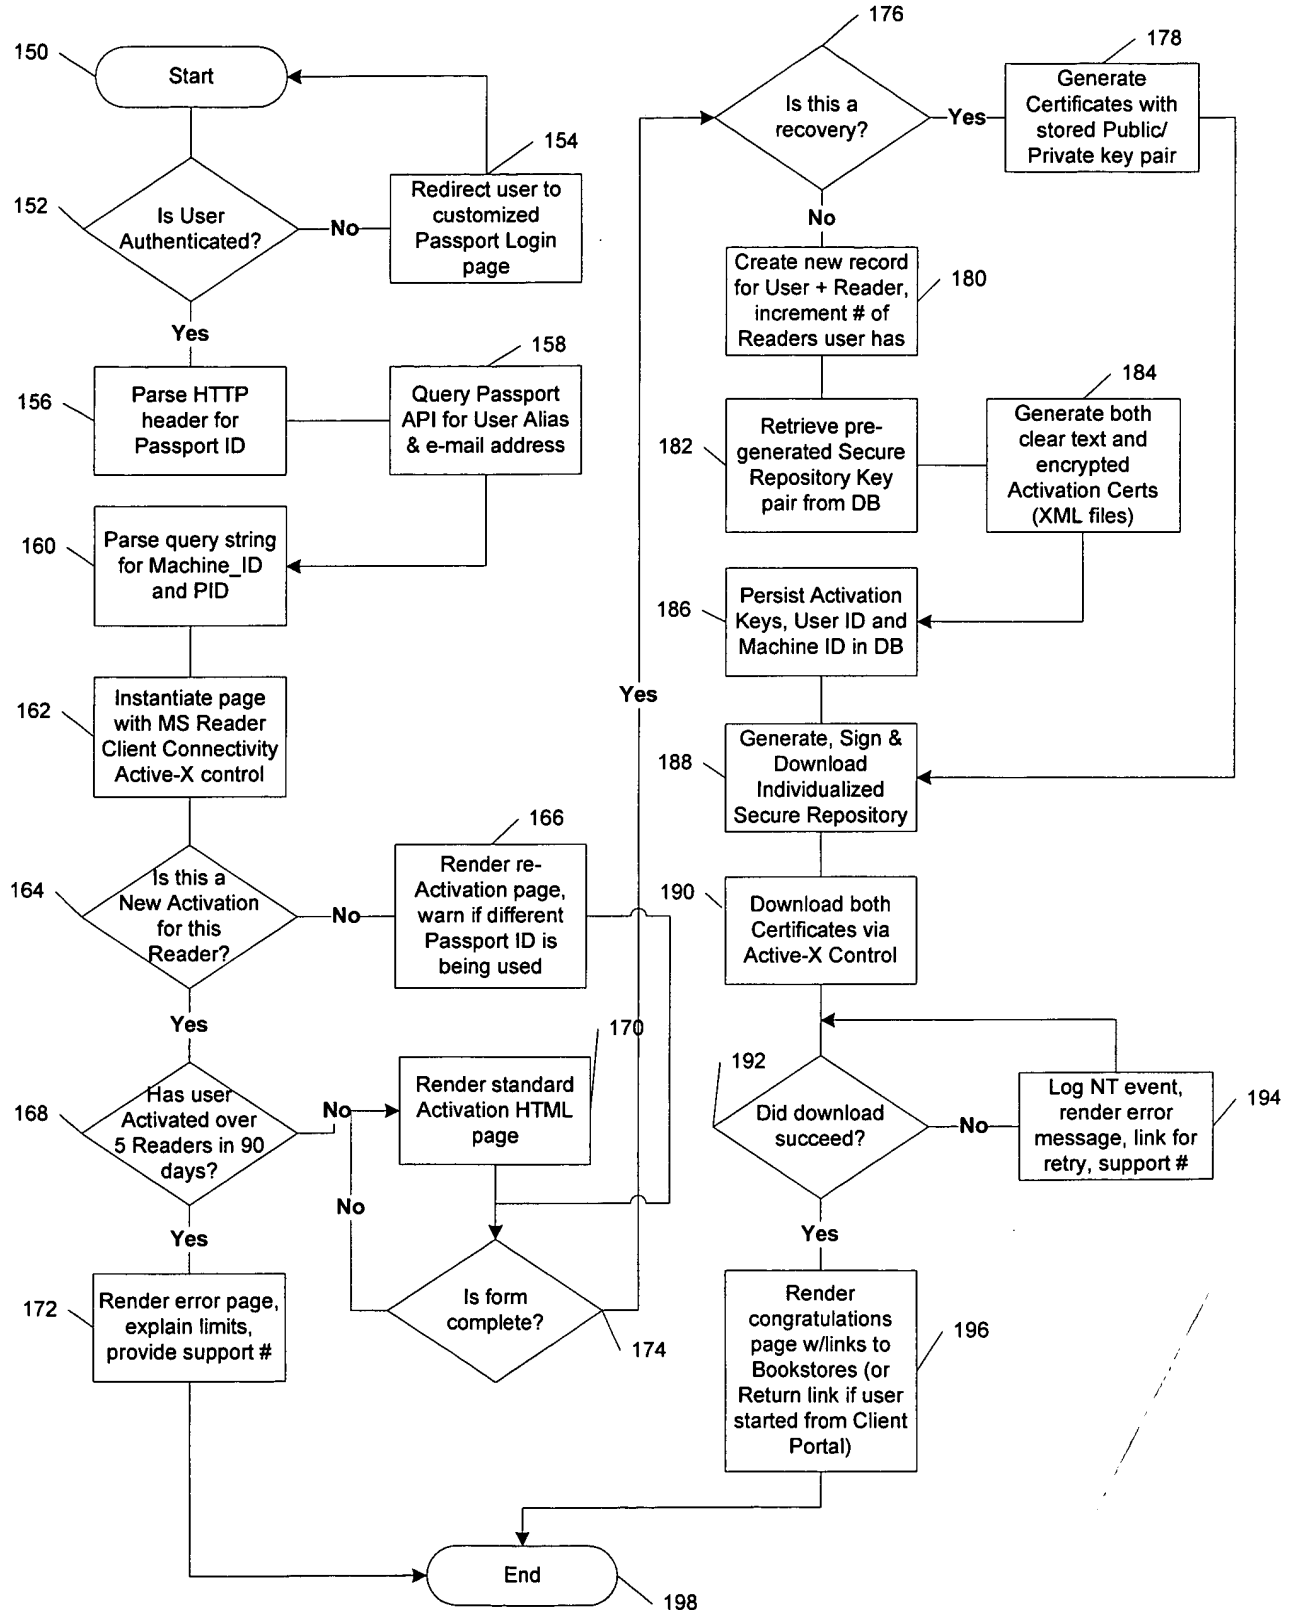 150
Start
154
Redirect user to
customized
Passport Login
page
152
Is User
Authenticated?
No
Yes
156
Parse HTTP
header for
Passport ID
158
Query Passport
API for User Alias
& e-mail address
160
Parse query string
for Machine_ID
and PID
162
Instantiate page
with MS Reader
Client Connectivity
Active-X control
164
Is this a
New Activation
for this
Reader?
No
166
Render re-
Activation page,
warn if different
Passport ID is
being used
Yes
168
Has user
Activated over
5 Readers in 90
days?
No
170
Render standard
Activation HTML
page
No
Yes
172
Render error page,
explain limits,
provide support #
Is form
complete?
174
Yes
176
Is this a
recovery?
Yes
178
Generate
Certificates with
stored Public/
Private key pair
No
Create new record
for User + Reader,
increment # of
Readers user has
180
182
Retrieve pre-
generated Secure
Repository Key
pair from DB
184
Generate both
clear text and
encrypted
Activation Certs
(XML files)
186
Persist Activation
Keys, User ID and
Machine ID in DB
188
Generate, Sign &
Download
Individualized
Secure Repository
190
Download both
Certificates via
Active-X Control
192
Did download
succeed?
No
Log NT event,
render error
message, link for
retry, support #
194
Yes
Render
congratulations
page w/links to
Bookstores (or
Return link if user
started from Client
Portal)
196
End
198